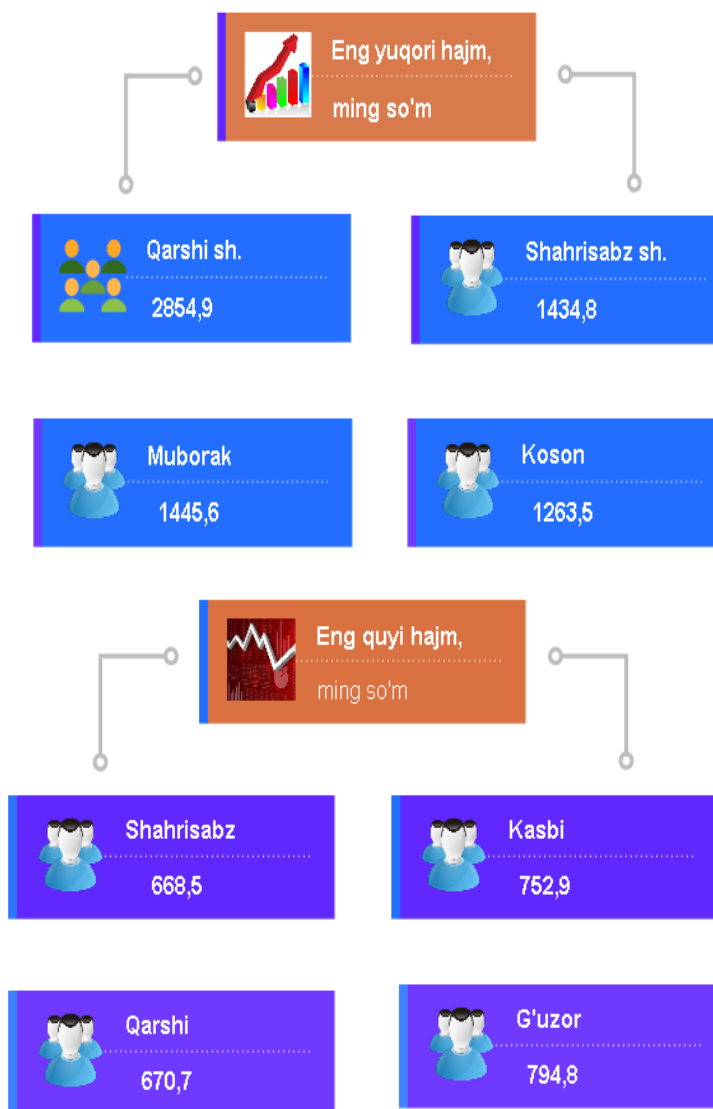 Eng yuqori hajm,
ming so'm
Qarshi sh.
2854,9
Shahrisabz sh.
1434,8
Muborak
1445,6
Koson
1263,5
Eng quyi hajm,
ming so'm
Shahrisabz
668,5
Kasbi
752,9
Qarshi
670,7
G'uzor
794,8